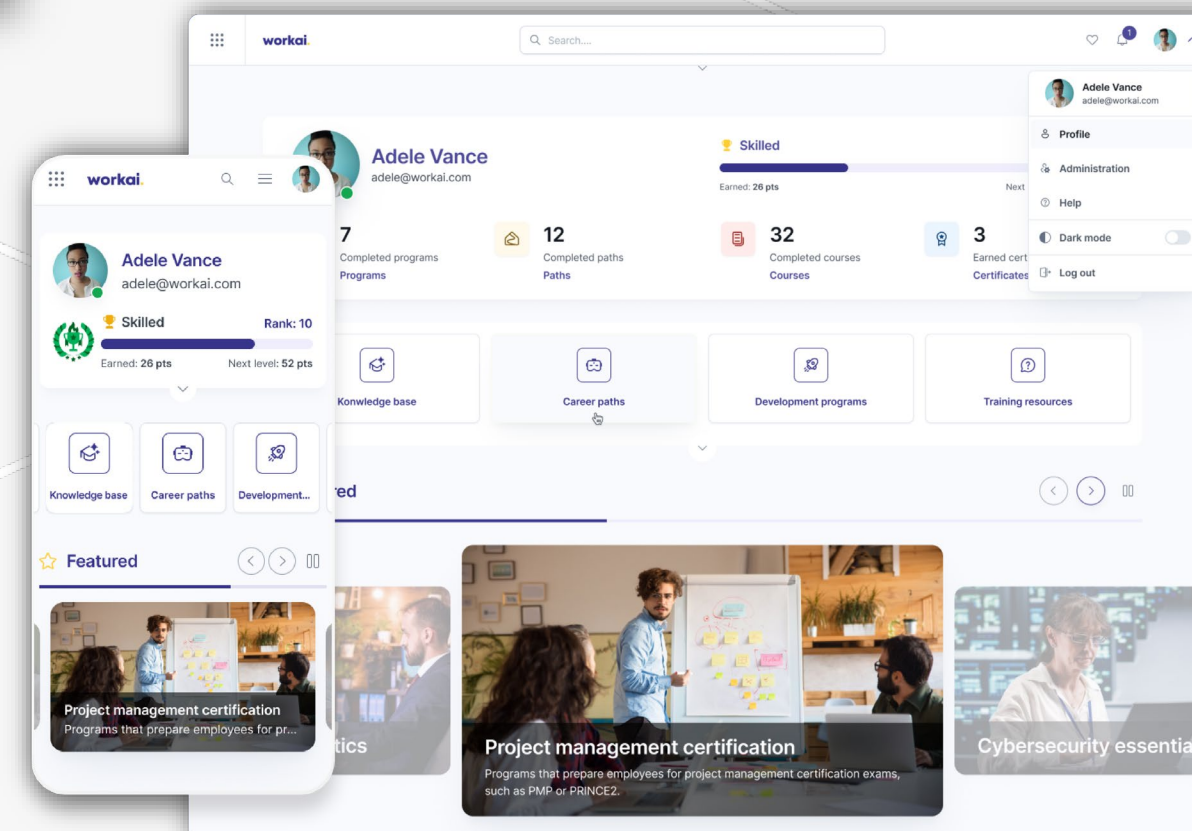 workai.
Search....
1
Adele Vance
adele@workai.com
Profile
Administration
Help
Dark mode
Log out
Adele Vance
adele@workai.com
Skilled
Earned: 26 pts
Next
7
Completed programs
Programs
12
Completed paths
Paths
32
Completed courses
Courses
3
Earned cert
Certificates
Knowledge base
Career paths
Development programs
Training resources
red
tics
Project management certification
Programs that prepare employees for project management certification exams,
such as PMP or PRINCE2.
Cybersecurity essentia
workai.
Adele Vance
adele@workai.com
Skilled
Rank: 10
Earned: 26 pts
Next level: 52 pts
Knowledge base
Career paths
Development...
Featured
Project management certification
Programs that prepare employees for pr...